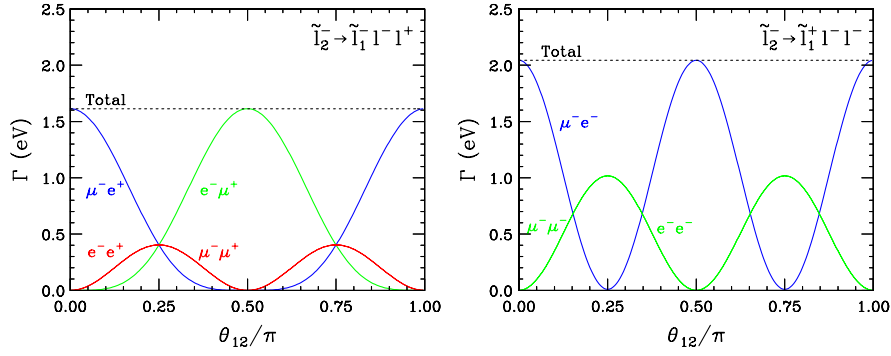 l̃₂⁻→l̃₁⁻l⁻l⁺
Γ (eV)
2.5
2.0
1.5
1.0
0.5
0.0
Total
μ⁻e⁺
e⁻μ⁺
e⁻e⁺
μ⁻μ⁺
0.00
0.25
0.50
0.75
1.00
θ₁₂/π
l̃₂⁻→l̃₁⁺l⁻l⁻
Γ (eV)
2.5
2.0
1.5
1.0
0.5
0.0
Total
μ⁻e⁻
μ⁻μ⁻
e⁻e⁻
0.00
0.25
0.50
0.75
1.00
θ₁₂/π